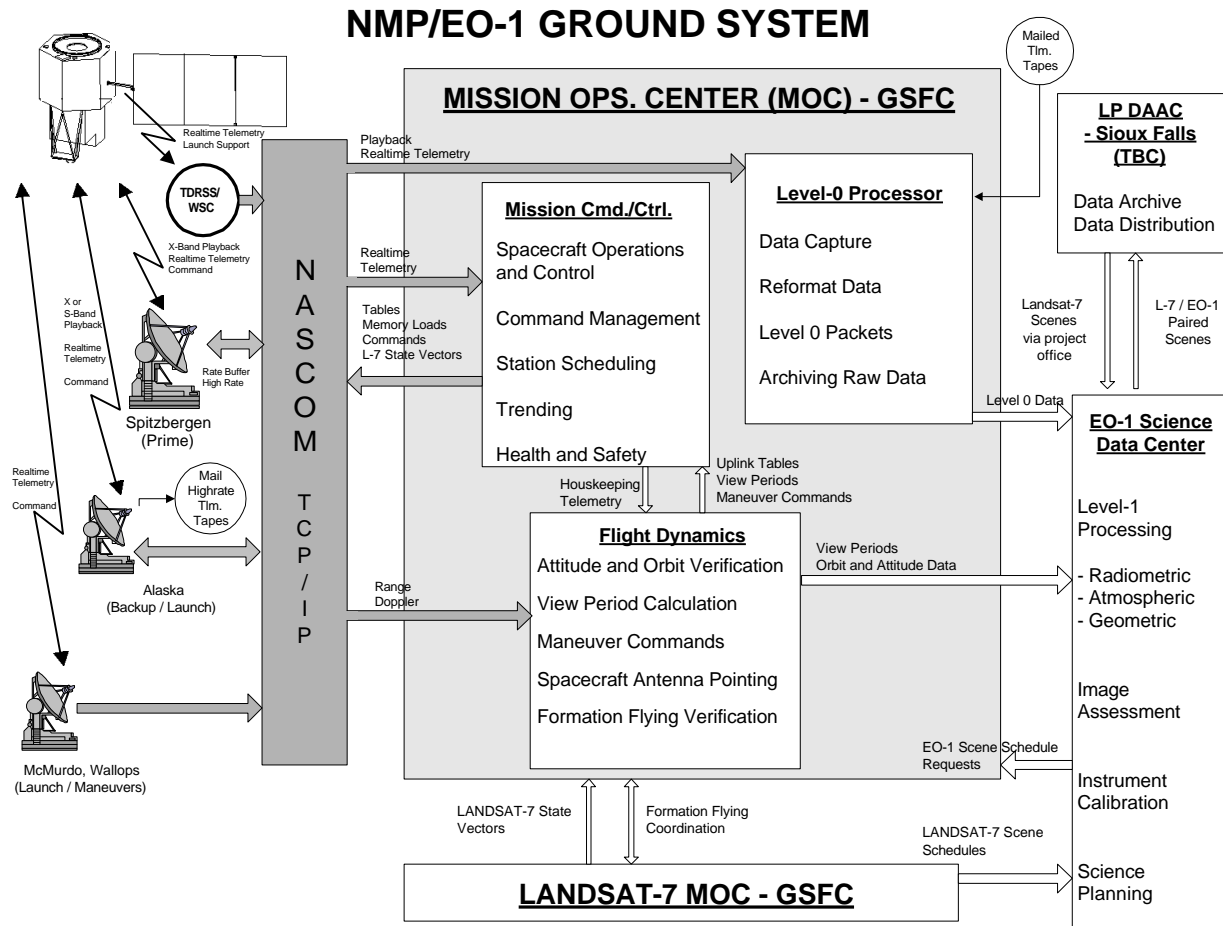 NMP/EO-1 GROUND SYSTEM
Mailed
Tlm.
Tapes
Realtime Telemetry
Launch Support
TDRSS/
WSC
X-Band Playback
Realtime Telemetry
Command
X or
S-Band
Playback
Realtime
Telemetry
Command
Rate Buffer
High Rate
Spitzbergen
(Prime)
Realtime
Telemetry
Command
Mail
Highrate
Tlm.
Tapes
Alaska
(Backup / Launch)
McMurdo, Wallops
(Launch / Maneuvers)
NASCOM
TCP/IP
MISSION OPS. CENTER (MOC) - GSFC
Playback
Realtime Telemetry
Realtime
Telemetry
Tables
Memory Loads
Commands
L-7 State Vectors
Range
Doppler
Mission Cmd./Ctrl.
Spacecraft Operations
and Control
Command Management
Station Scheduling
Trending
Health and Safety
Level-0 Processor
Data Capture
Reformat Data
Level 0 Packets
Archiving Raw Data
Houskeeping
Telemetry
Uplink Tables
View Periods
Maneuver Commands
Flight Dynamics
Attitude and Orbit Verification
View Period Calculation
Maneuver Commands
Spacecraft Antenna Pointing
Formation Flying Verification
View Periods
Orbit and Attitude Data
Level 0 Data
LP DAAC
- Sioux Falls
(TBC)
Data Archive
Data Distribution
Landsat-7
Scenes
via project
office
L-7 / EO-1
Paired
Scenes
EO-1 Science
Data Center
Level-1
Processing
- Radiometric
- Atmospheric
- Geometric
Image
Assessment
Instrument
Calibration
Science
Planning
EO-1 Scene Schedule
Requests
LANDSAT-7 State
Vectors
Formation Flying
Coordination
LANDSAT-7 Scene
Schedules
LANDSAT-7 MOC - GSFC